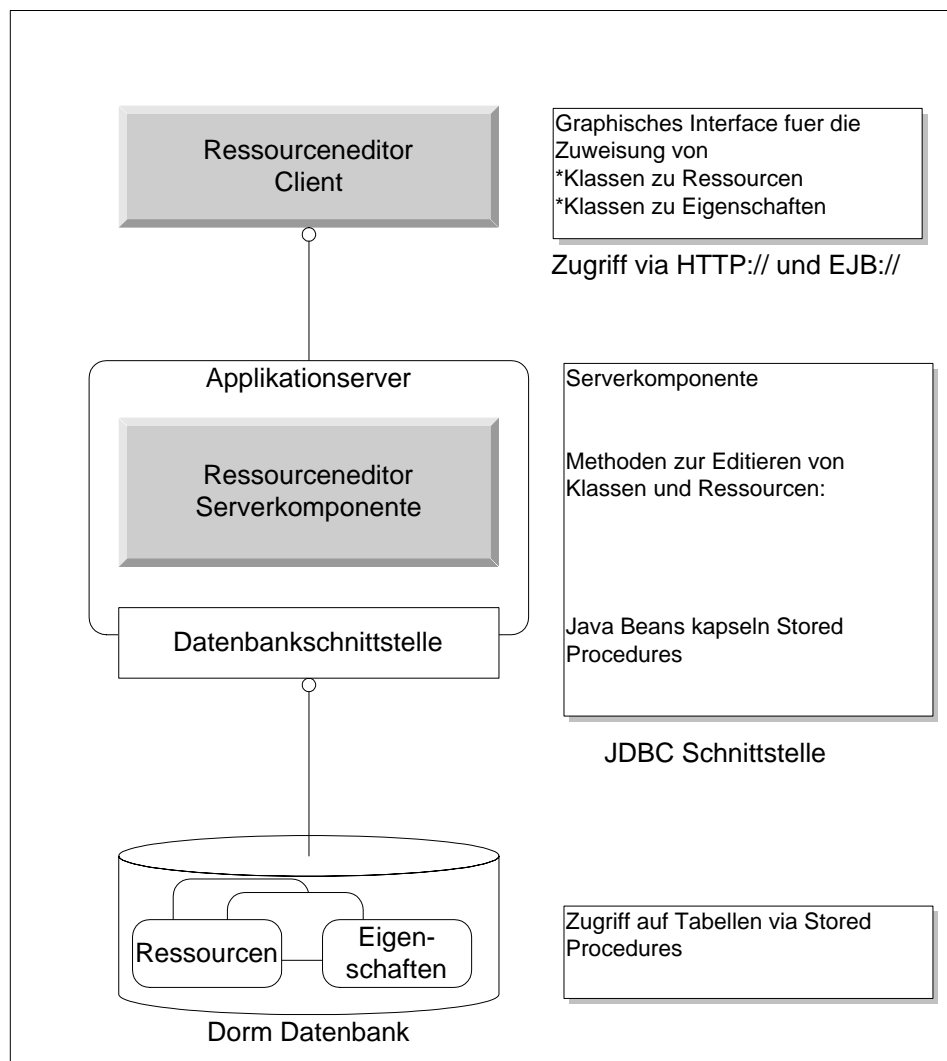 Ressourceneditor
Client
Graphisches Interface fuer die
Zuweisung von
*Klassen zu Ressourcen
*Klassen zu Eigenschaften
Zugriff via HTTP:// und EJB://
Applikationserver
Ressourceneditor
Serverkomponente
Datenbankschnittstelle
Serverkomponente
Methoden zur Editieren von
Klassen und Ressourcen:
Java Beans kapseln Stored
Procedures
JDBC Schnittstelle
Ressourcen
Eigen-
schaften
Dorm Datenbank
Zugriff auf Tabellen via Stored
Procedures